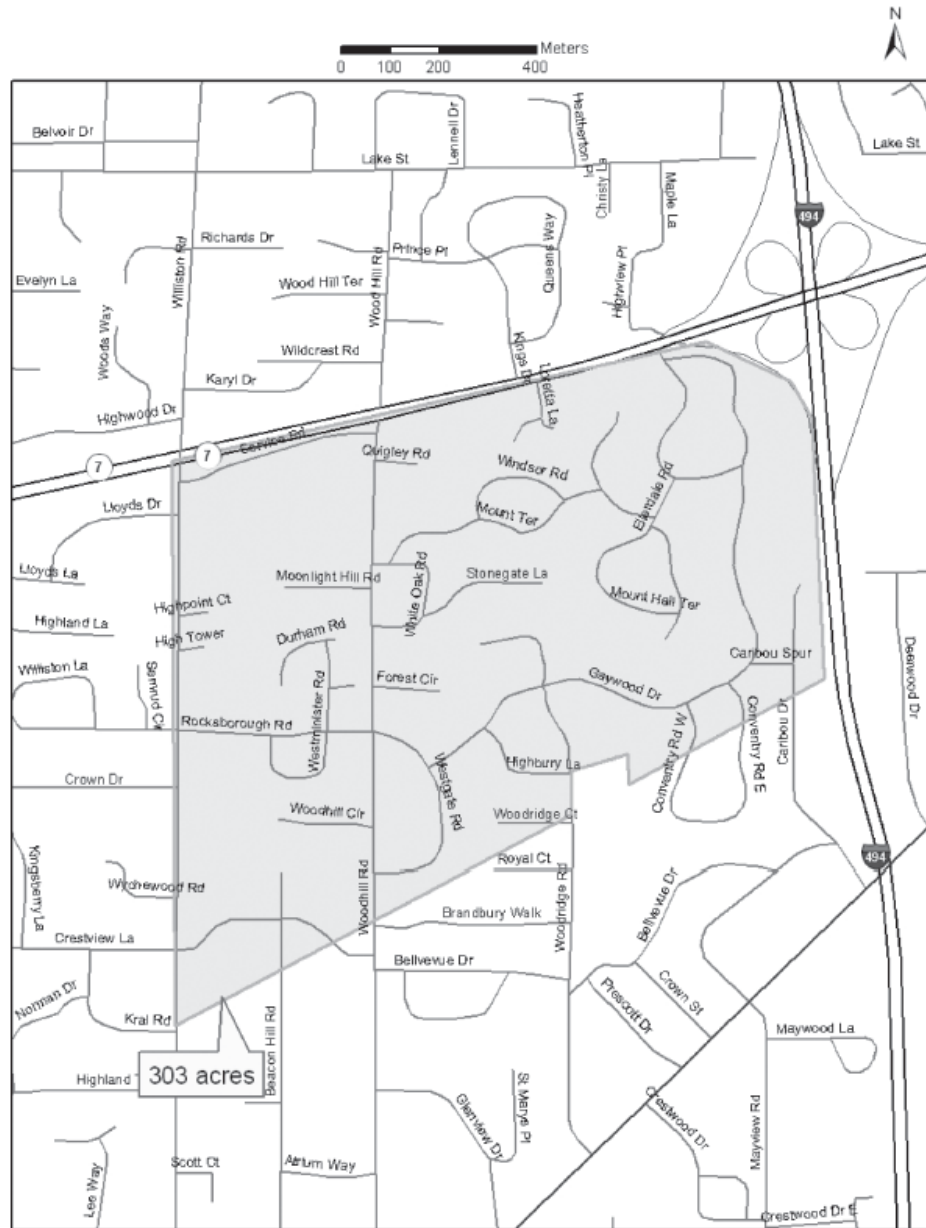 N
Meters
0 100 200 400
Belvoir Dr
Lake St
Lennell Dr
Heatherton Pl
Christy La
Maple La
Lake St
494
Richards Dr
Williston Rd
Wood Hill Rd
Prince Pl
Queens Way
Highview Pl
Evelyn La
Wood Hill Ter
Woods Way
Wildcrest Rd
Kings Dr
Loretta La
Karyl Dr
Highwood Dr
Service Rd
7
7
Quigley Rd
Windsor Rd
Mount Ter
Lloyds Dr
Lloyds La
Moonlight Hill Rd
White Oak Rd
Stonegate La
Mount Hall Ter
Highpoint Ct
Highland La
High Tower
Durham Rd
Williston La
Westminister Rd
Forest Cir
Gaywood Dr
Caribou Spur
Deerwood Dr
Rocksborough Rd
Westgate Rd
Highbury La
Coventry Rd W
Coventry Rd E
Caribou Dr
Crown Dr
Woodhill Cir
Woodridge Ct
494
Royal Ct
Kingsberry La
Wychewood Rd
Woodhill Rd
Brandbury Walk
Woodridge Rd
Bellvevue Dr
Crestview La
Bellvevue Dr
Crown St
Prescott Dr
Norman Dr
Kral Rd
Beacon Hill Rd
Maywood La
303 acres
Highland
Glenview Dr
St Marys Pl
Crestwood Dr
Mayview Rd
Lee Way
Scott Ct
Atrium Way
Crestwood Dr E